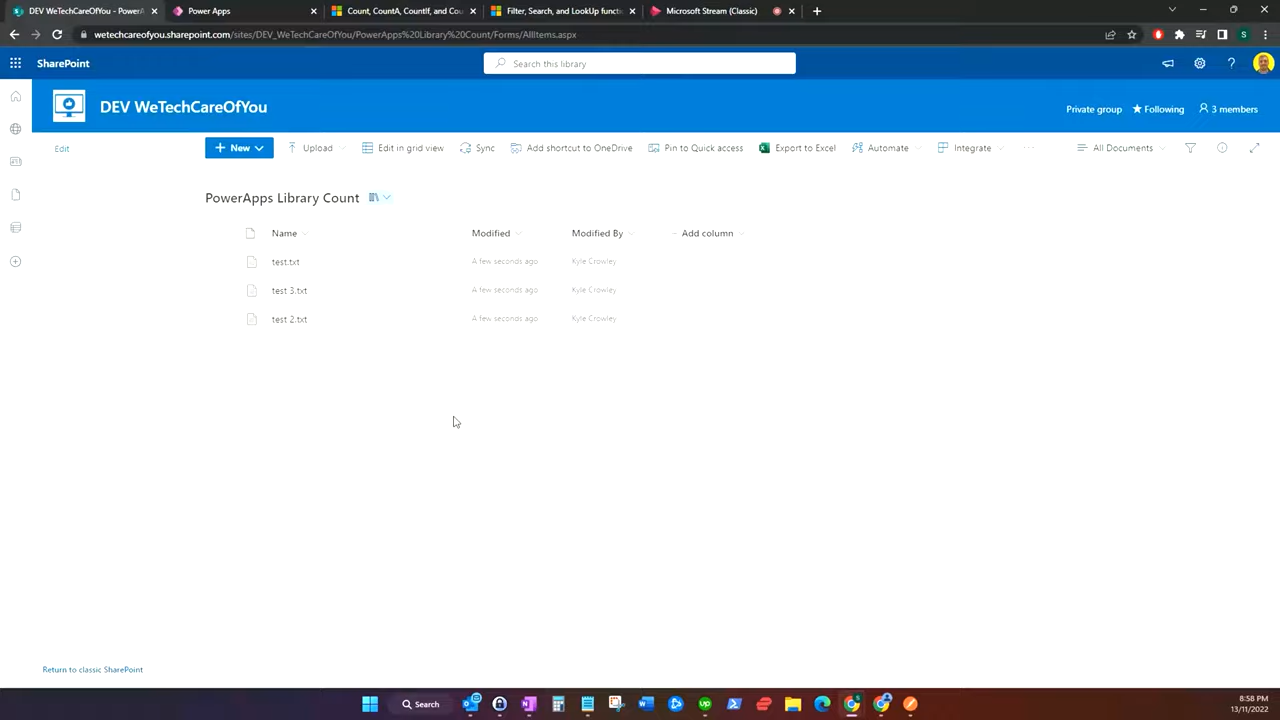 DEV WeTechCareOfYou - PowerA
Power Apps
Count, CountA, CountIf, and Cou
Filter, Search, and LookUp functi
Microsoft Stream (Classic)
wetechcareofyou.sharepoint.com/sites/DEV_WeTechCareOfYou/PowerApps%20Library%20Count/Forms/AllItems.aspx
S
SharePoint
Search this library
DEV WeTechCareOfYou
Private group
Following
3 members
Edit
New
Upload
Edit in grid view
Sync
Add shortcut to OneDrive
Pin to Quick access
Export to Excel
Automate
Integrate
All Documents
PowerApps Library Count
Name
Modified
Modified By
Add column
test.txt
A few seconds ago
Kyle Crowley
test 3.txt
A few seconds ago
Kyle Crowley
test 2.txt
A few seconds ago
Kyle Crowley
Return to classic SharePoint
Search
8:58 PM
13/11/2022